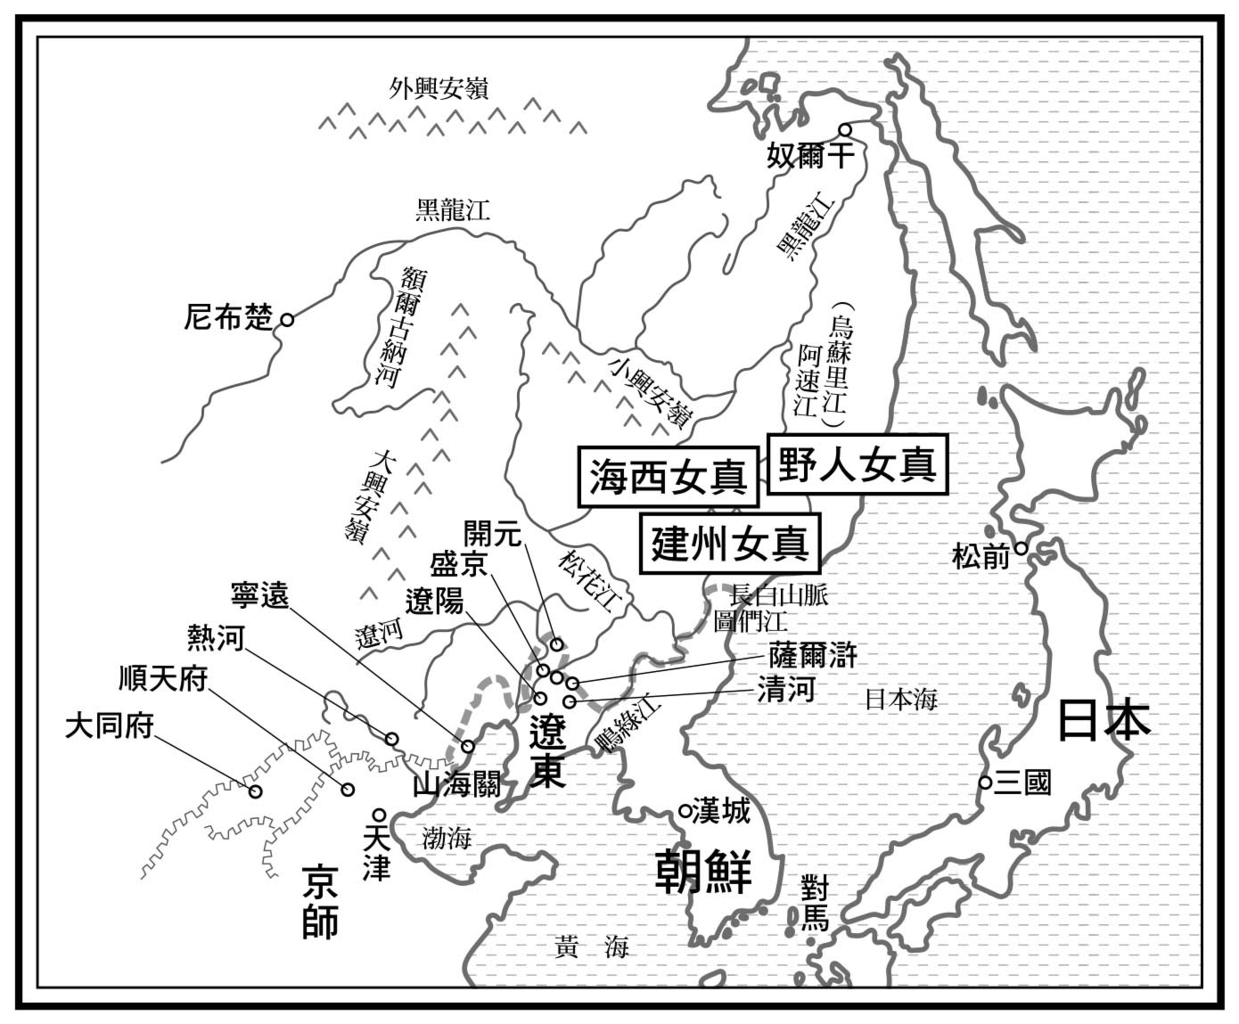 外興安嶺
奴爾干
黑龍江
黑龍江
額爾古納河
尼布楚
(烏蘇里江)
阿速江
小興安嶺
大興安嶺
海西女真
野人女真
建州女真
開元
盛京
遼陽
寧遠
熱河
順天府
大同府
松花江
遼河
長白山脈
圖們江
薩爾滸
清河
鴨綠江
遼東
山海關
天津
京師
渤海
黃海
漢城
朝鮮
對馬
日本海
日本
三國
松前